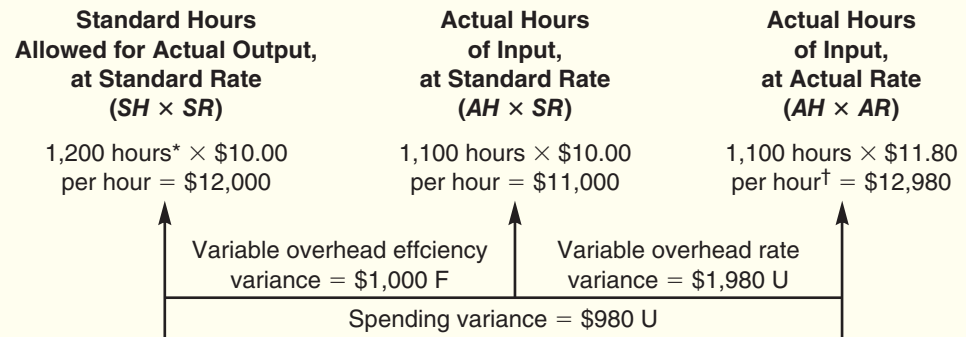 Standard Hours
Allowed for Actual Output,
at Standard Rate
(SH × SR)
Actual Hours
of Input,
at Standard Rate
(AH × SR)
Actual Hours
of Input,
at Actual Rate
(AH × AR)
1,200 hours* × $10.00
per hour = $12,000
1,100 hours × $10.00
per hour = $11,000
1,100 hours × $11.80
per hour† = $12,980
Variable overhead effciency
variance = $1,000 F
Variable overhead rate
variance = $1,980 U
Spending variance = $980 U